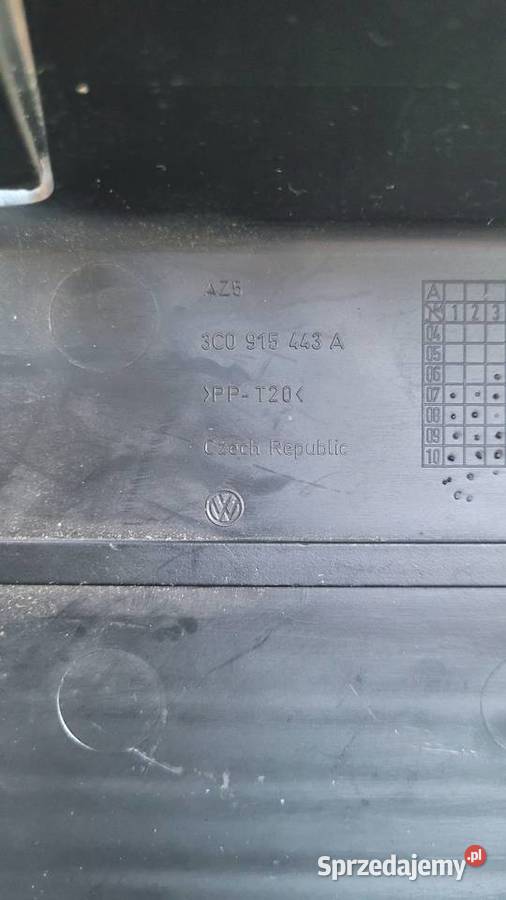 AZ5
3C0 915 443 A
>PP-T20<
Czech Republic
VW
A
1 2 3
04
05
06
07
08
09
10
Sprzedajemy.pl